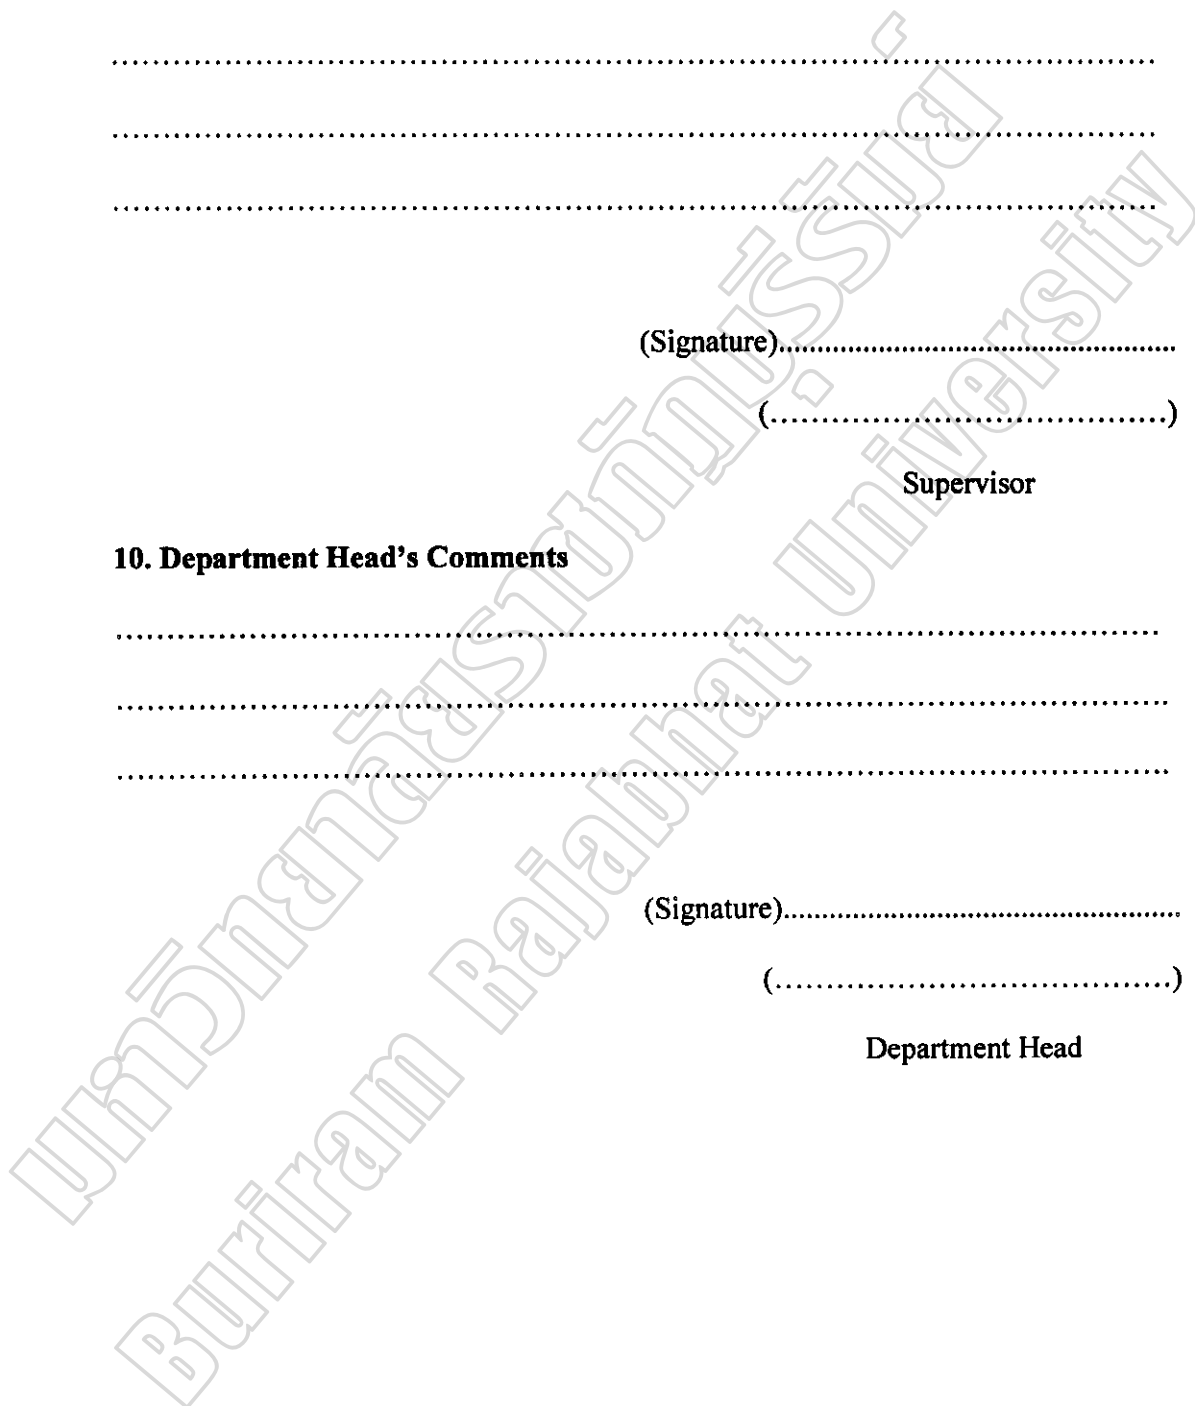 ................................................................................................
................................................................................................
................................................................................................
(Signature)....................................................
(.......................................)
Supervisor
10. Department Head's Comments
................................................................................................
................................................................................................
................................................................................................
(Signature)....................................................
(.......................................)
Department Head
มหาวิทยาลัยราชภัฏบุรีรัมย์
Buriram Rajabhat University